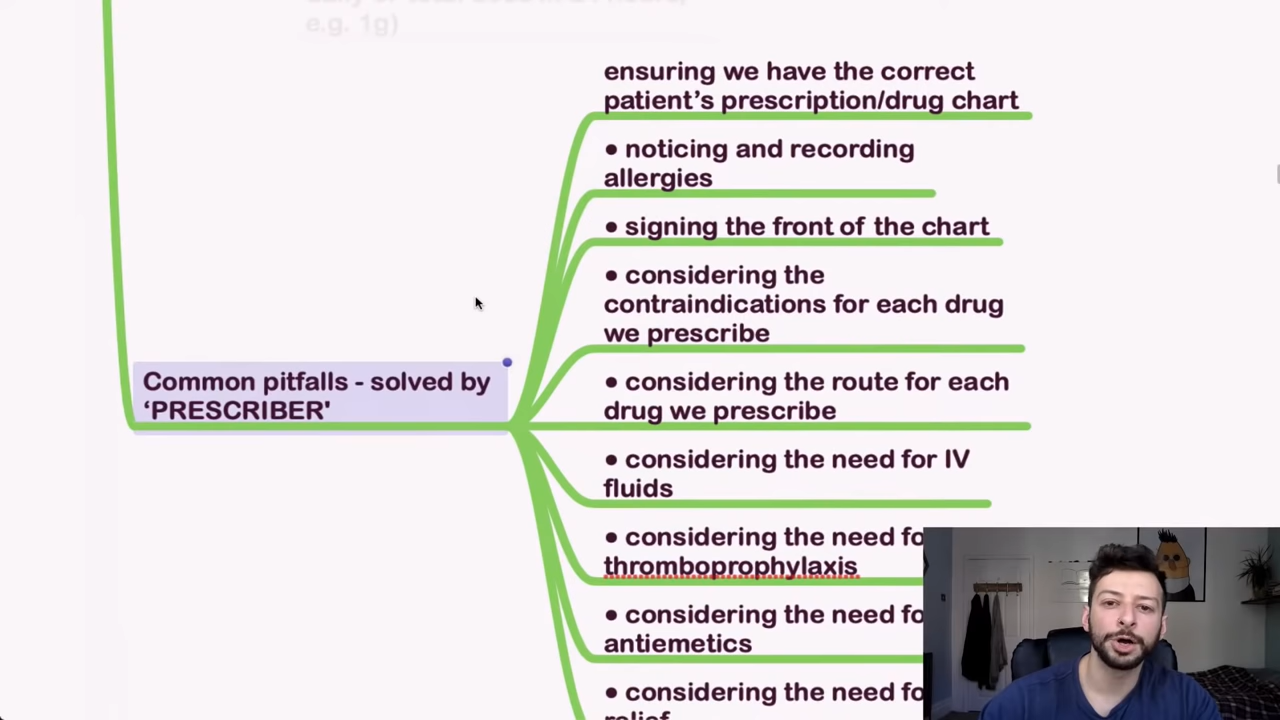 e.g. 1g)
ensuring we have the correct
patient’s prescription/drug chart
• noticing and recording
allergies
• signing the front of the chart
• considering the
contraindications for each drug
we prescribe
Common pitfalls - solved by
‘PRESCRIBER'
• considering the route for each
drug we prescribe
• considering the need for IV
fluids
• considering the need fo
thromboprophylaxis
• considering the need fo
antiemetics
• considering the need fo
relief